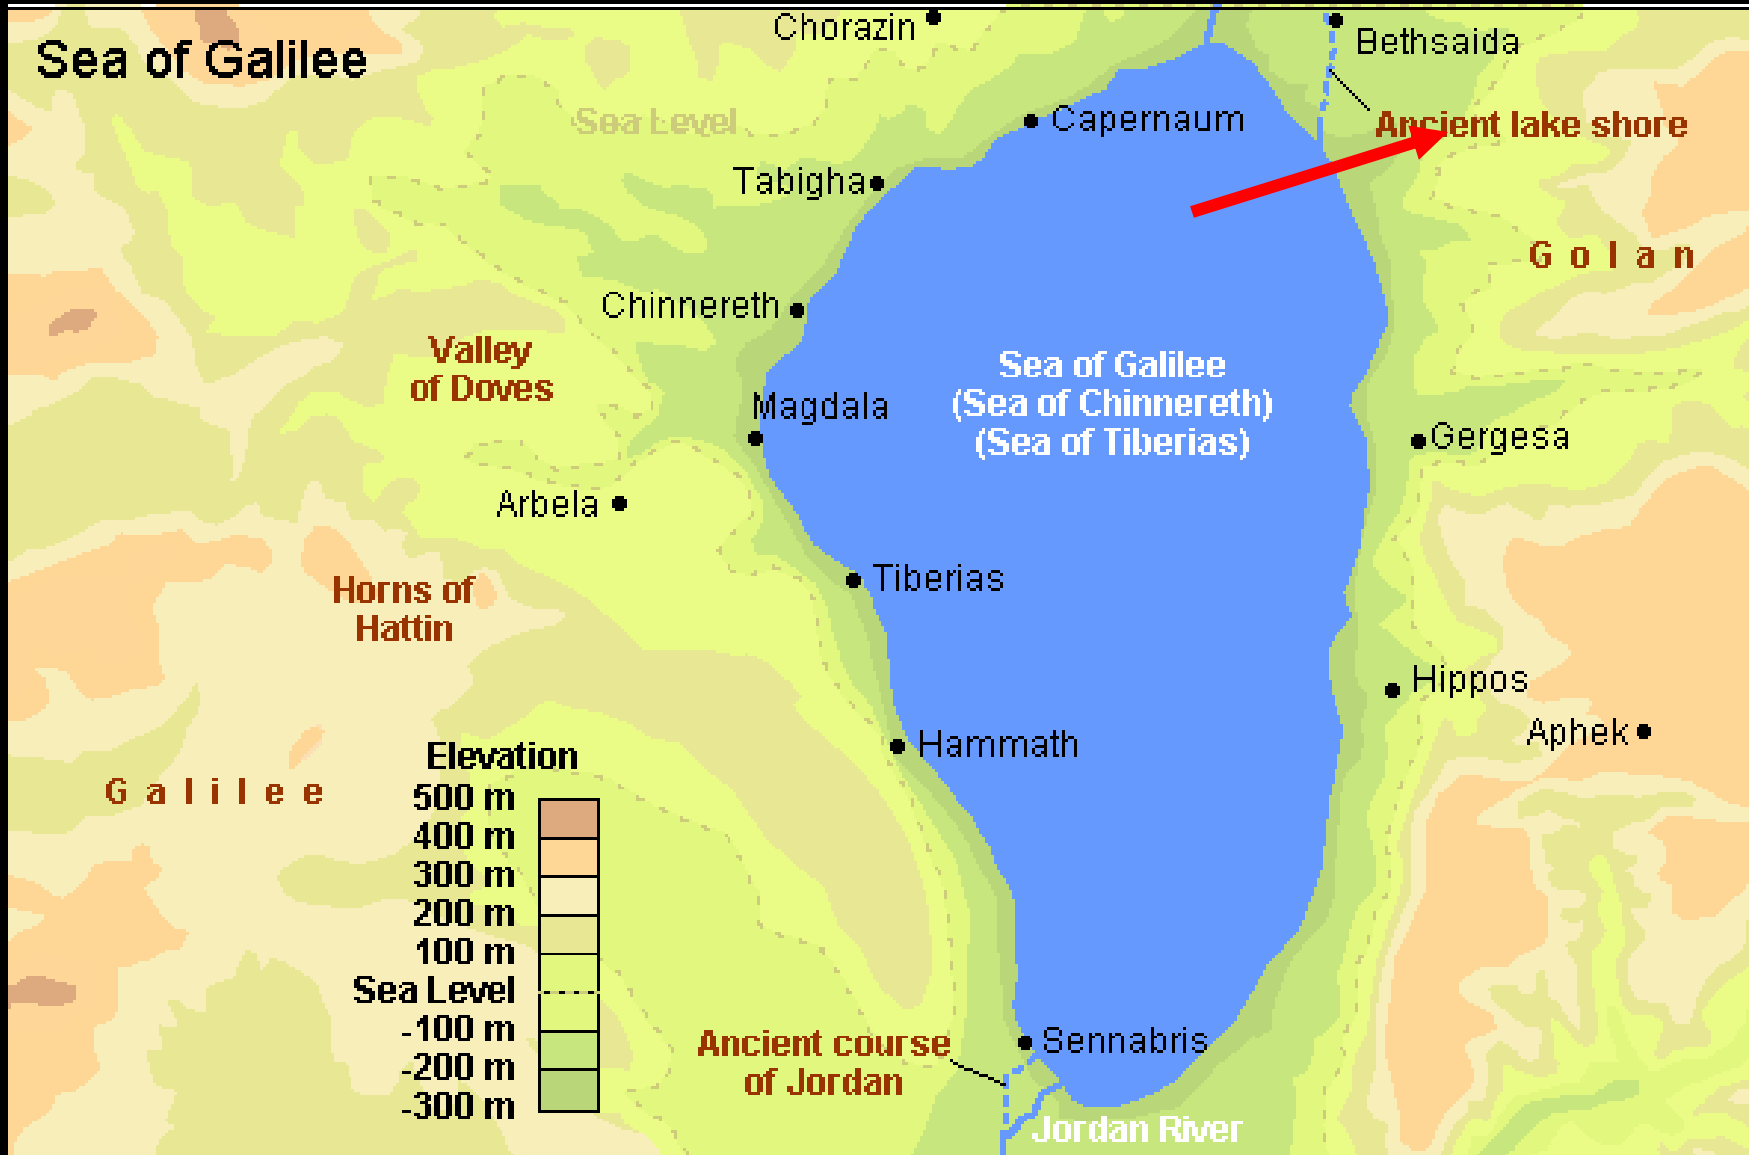 Sea of Galilee
Chorazin
Bethsaida
Sea Level
Capernaum
Ancient lake shore
Tabigha
Golan
Chinnereth
Valley
of Doves
Sea of Galilee
(Sea of Chinnereth)
(Sea of Tiberias)
Magdala
Gergesa
Arbela
Tiberias
Horns of
Hattin
Hippos
Aphek
Hammath
Galilee
Elevation
500 m
400 m
300 m
200 m
100 m
Sea Level
-100 m
-200 m
-300 m
Ancient course
of Jordan
Sennabris
Jordan River